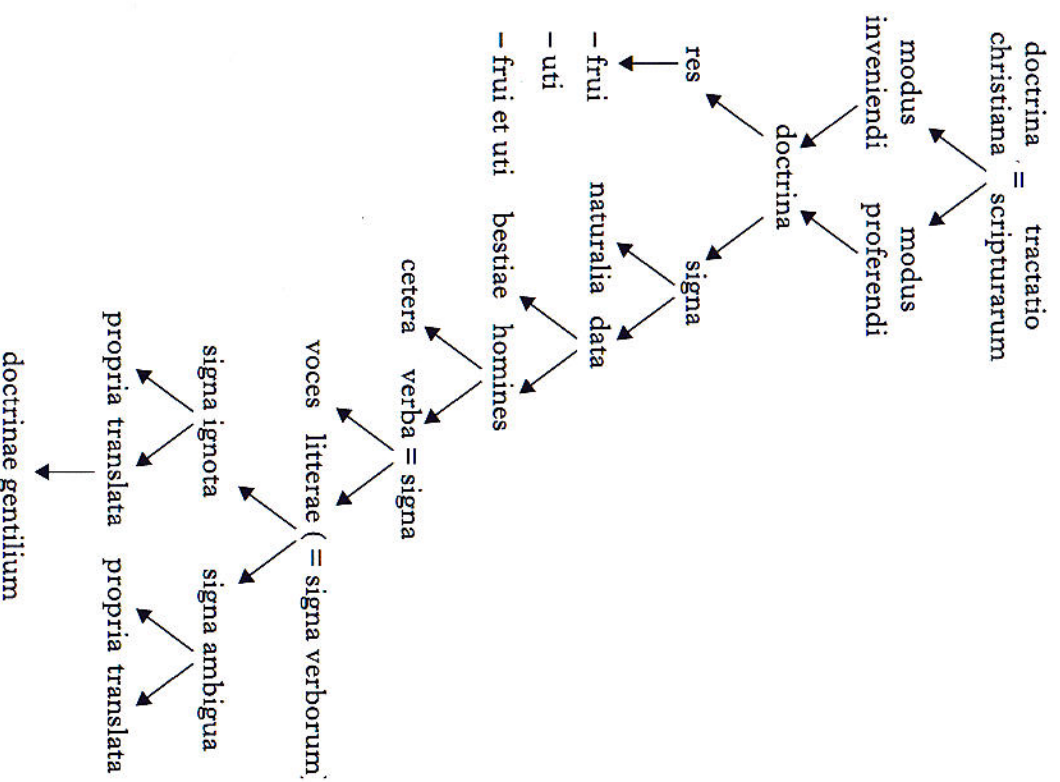 doctrina = tractatio
christiana scripturarum
modus modus
inveniendi proferendi
doctrina
res signa
– frui naturalia data
– uti
– frui et uti bestiae homines
cetera verba = signa
voces litterae (= signa verborum)
signa ignota signa ambigua
propria translata propria translata
doctrinae gentilium